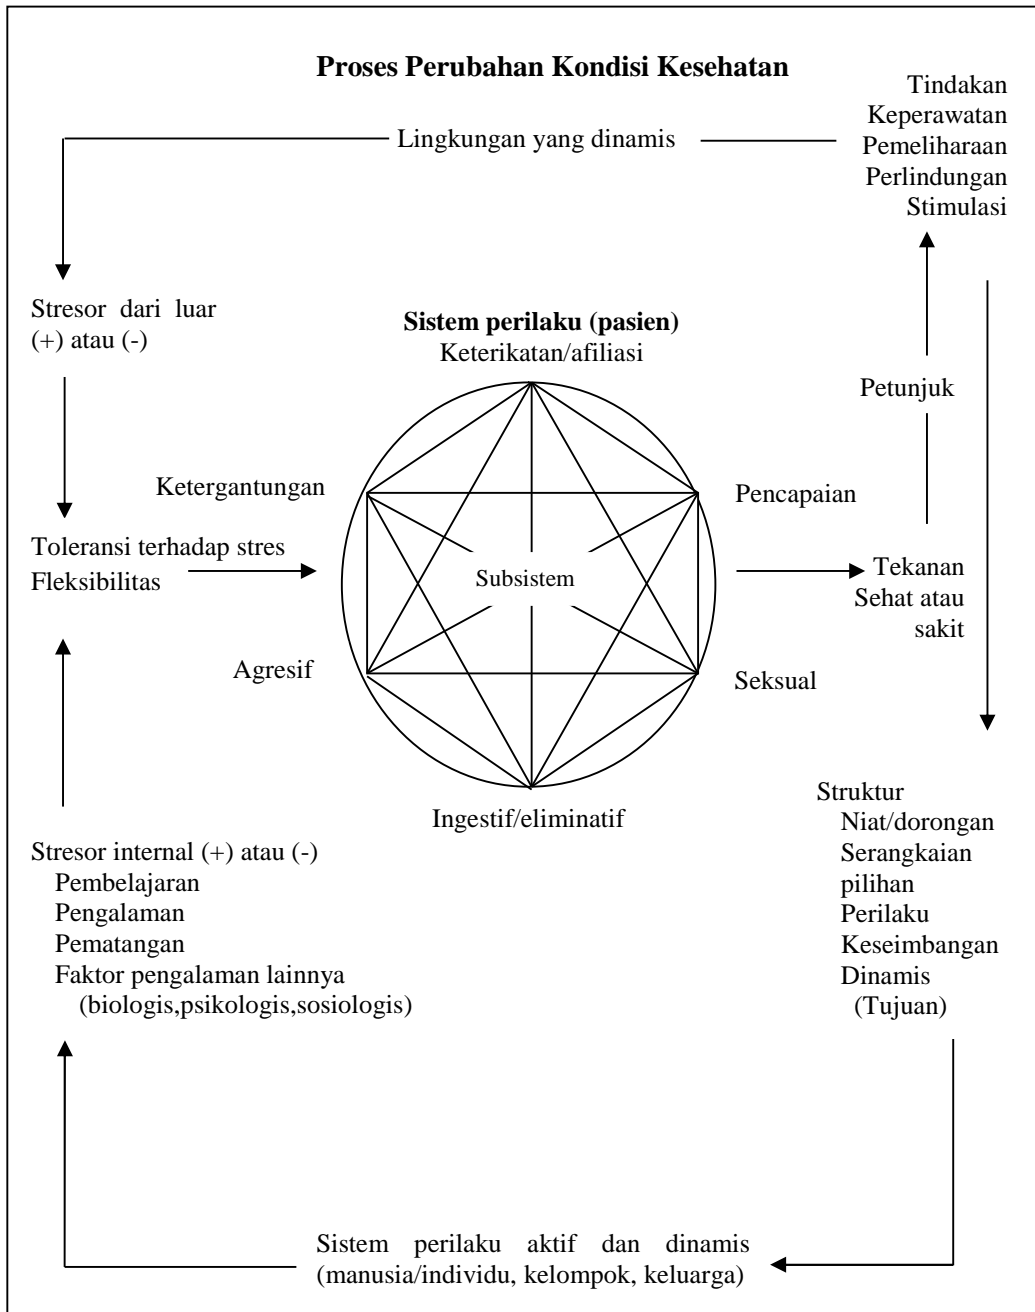 Proses Perubahan Kondisi Kesehatan
Tindakan
Keperawatan
Pemeliharaan
Perlindungan
Stimulasi
Lingkungan yang dinamis
Stresor dari luar
(+) atau (-)
Sistem perilaku (pasien)
Keterikatan/afiliasi
Petunjuk
Ketergantungan
Pencapaian
Toleransi terhadap stres
Fleksibilitas
Subsistem
Tekanan
Sehat atau
sakit
Agresif
Seksual
Ingestif/eliminatif
Struktur
Niat/dorongan
Serangkaian
pilihan
Perilaku
Keseimbangan
Dinamis
(Tujuan)
Stresor internal (+) atau (-)
Pembelajaran
Pengalaman
Pematangan
Faktor pengalaman lainnya
(biologis,psikologis,sosiologis)
Sistem perilaku aktif dan dinamis
(manusia/individu, kelompok, keluarga)